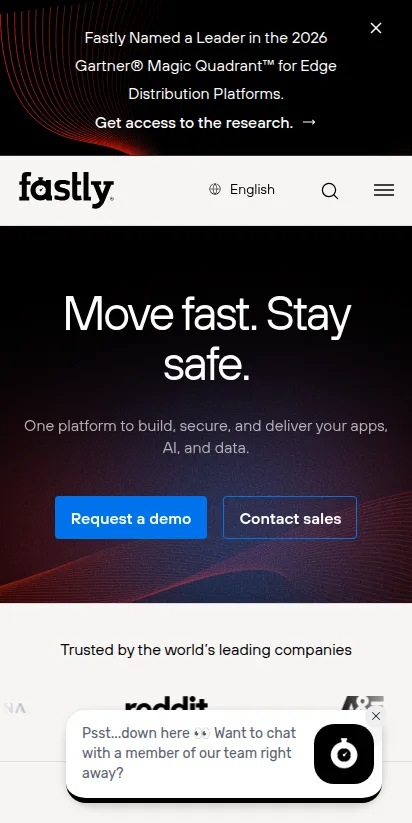 Fastly Named a Leader in the 2026
Gartner® Magic Quadrant™ for Edge
Distribution Platforms.
Get access to the research. →
fastly
English
Move fast. Stay
safe.
One platform to build, secure, and deliver your apps,
AI, and data.
Request a demo
Contact sales
Trusted by the world's leading companies
NA
reddit
A&E
Psst...down here 👀 Want to chat
with a member of our team right
away?